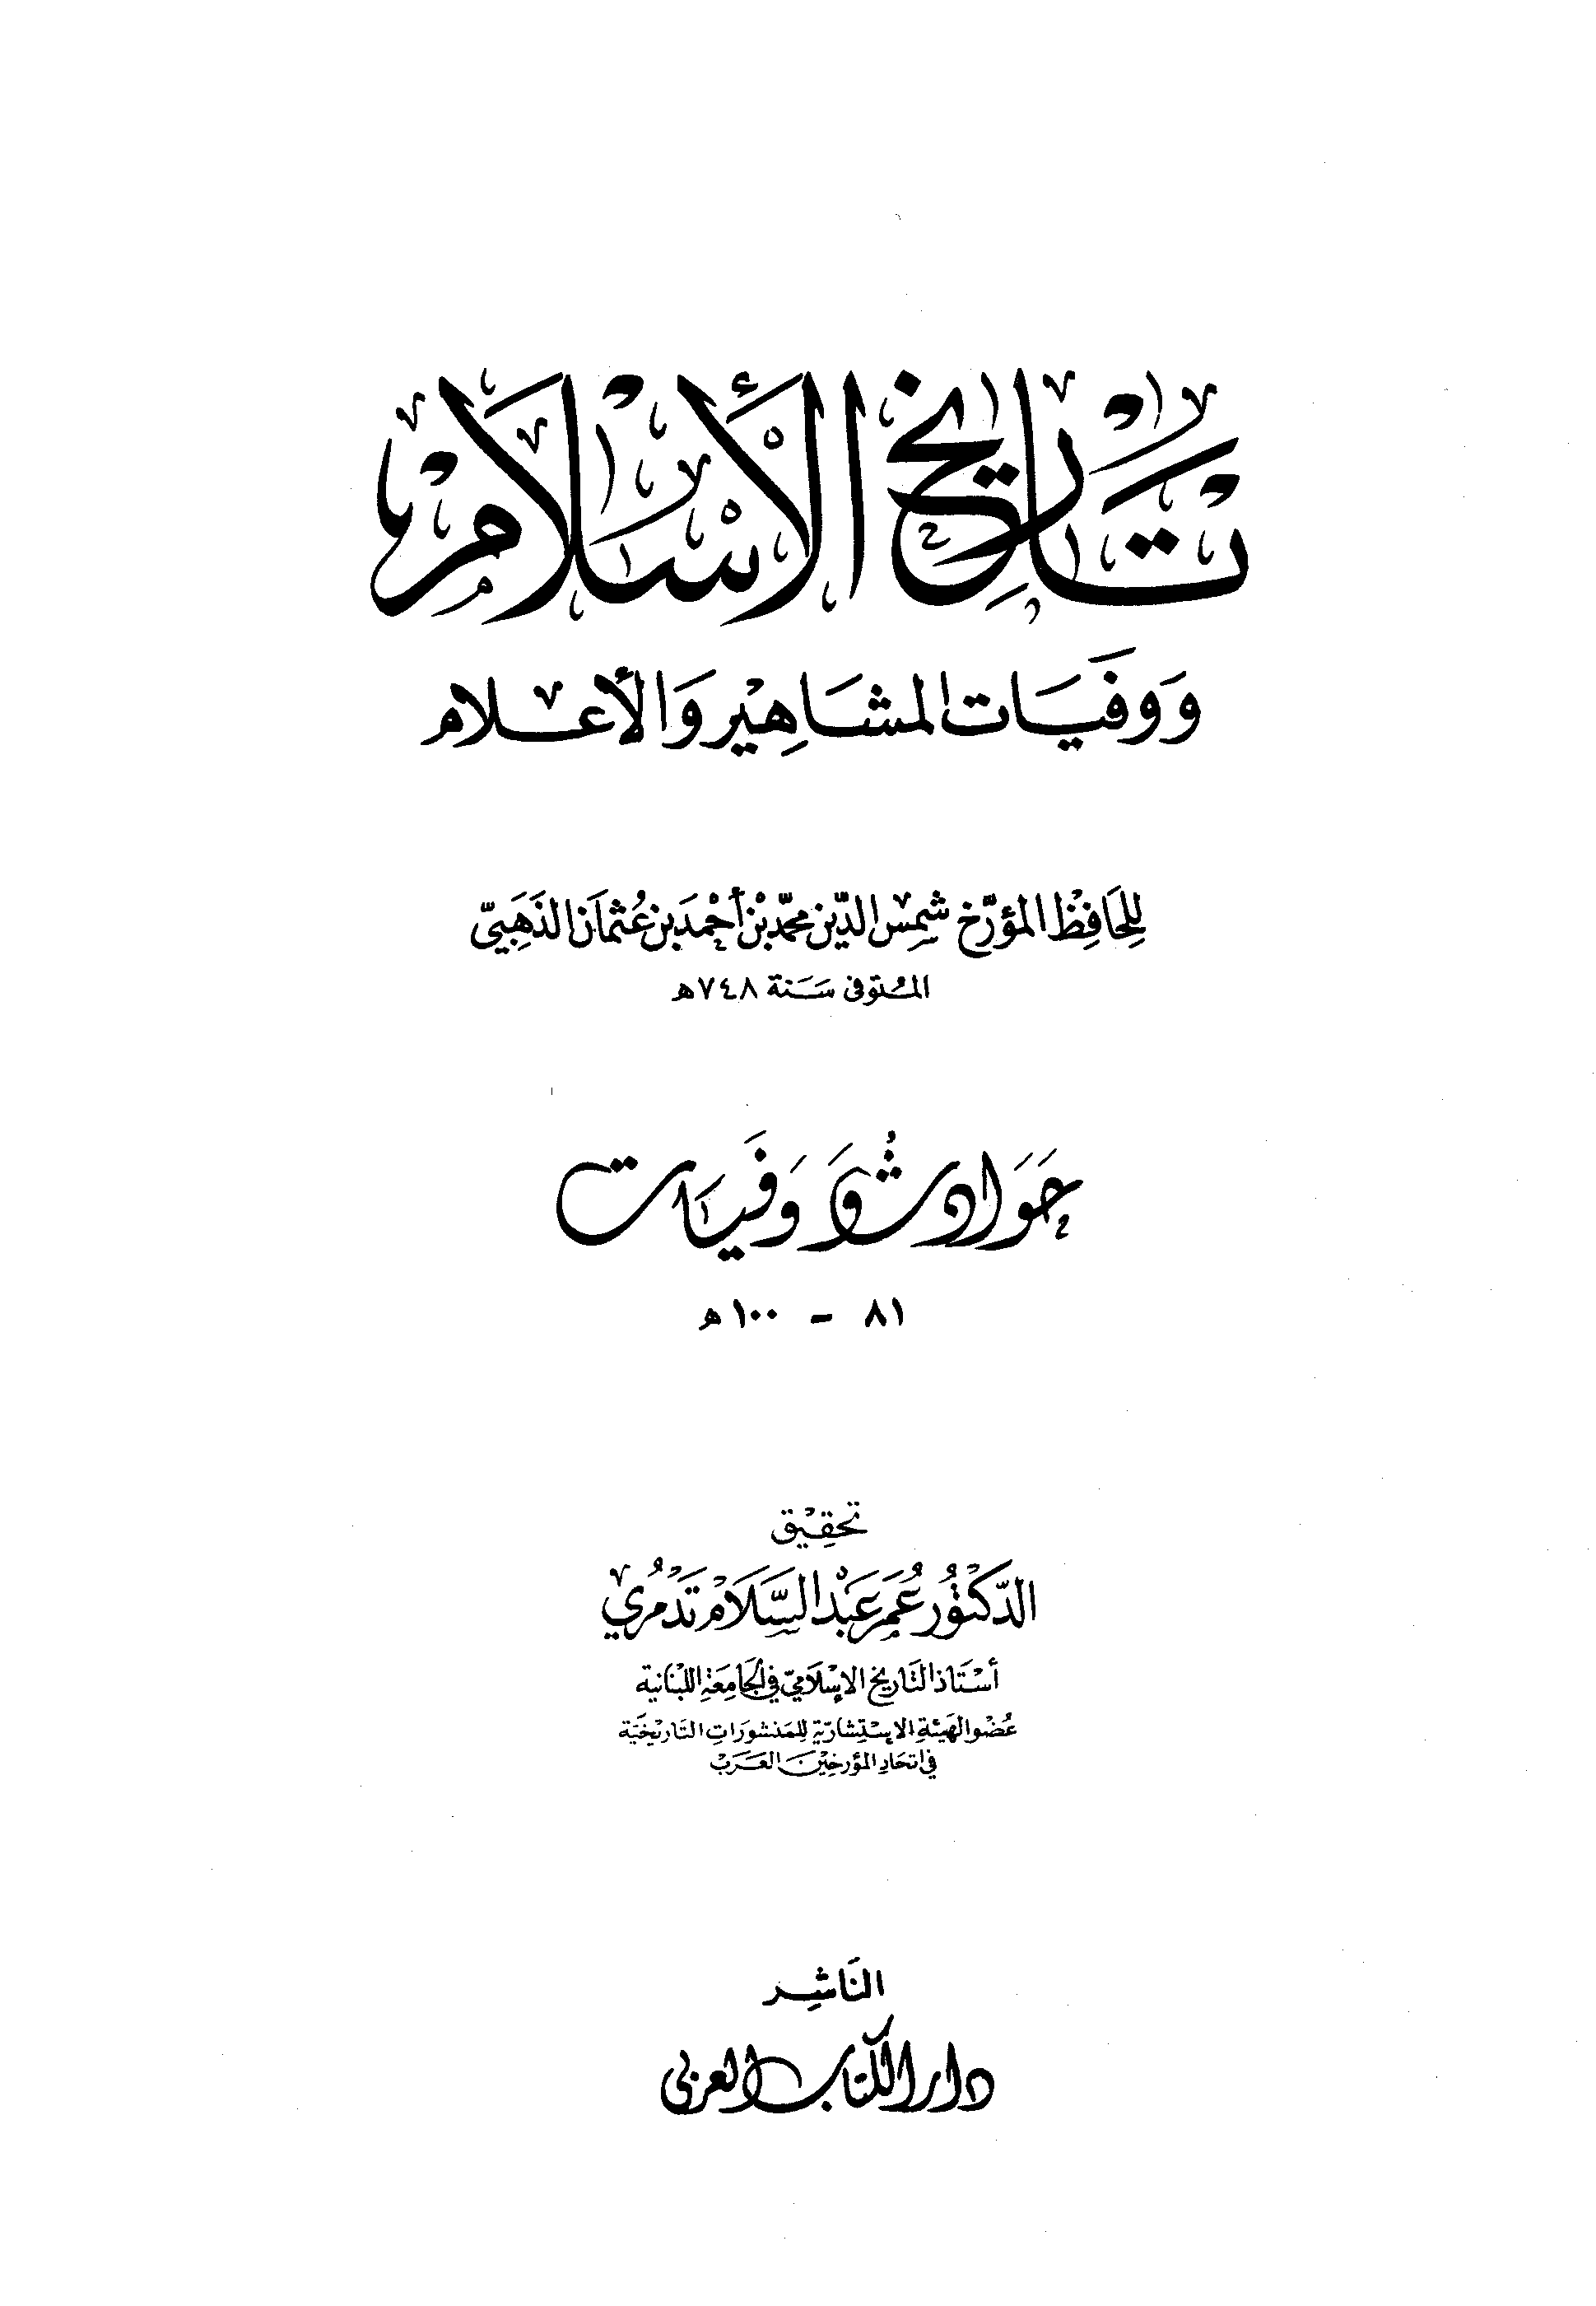 تاريخ الإسلام
ووفيات المشاهير والأعلام
للحافظ المؤرخ شمس الدين محمد بن أحمد بن عثمان الذهبي
المتوفى سنة ٧٤٨ه
حوادث ووفيات
٨١ - ١٠٠ه
تحقيق
الدكتور عمر عبد السلام تدمري
أستاذ التاريخ الإسلامي في الجامعة اللبنانية
عضو الهيئة الاستشارية للمنشورات التاريخية
في اتحاد المؤرخين العرب
الناشر
دار الكتاب العربي